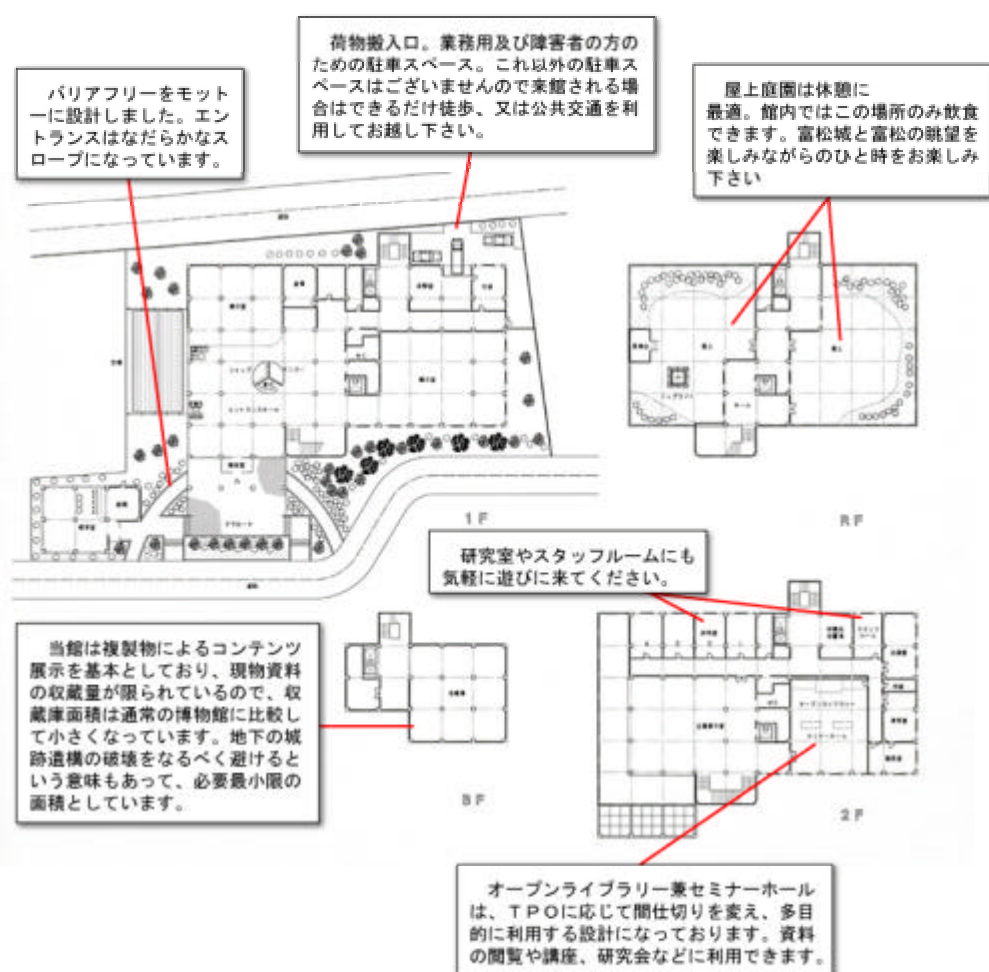 荷物搬入口。業務用及び障害者の方の
ための駐車スペース。これ以外の駐車ス
ペースはございませんので来館される場
合はできるだけ徒歩、又は公共交通を利
用してお越し下さい。
バリアフリーをモット
ーに設計しました。エン
トランスはなだらかなス
ロープになっています。
屋上庭園は休憩に
最適。館内ではこの場所のみ飲食
できます。富松城と富松の眺望を
楽しみながらのひと時をお楽しみ
下さい
エントランスホール
1F
RF
研究室やスタッフルームにも
気軽に遊びに来てください。
当館は複製物によるコンテンツ
展示を基本としており、現物資料
の収蔵量が限られているので、収
蔵庫面積は通常の博物館に比較し
て小さくなっています。地下の城
跡遺構の破壊をなるべく避けると
いう意味もあって、必要最小限の
面積としています。
BF
2F
オープンライブラリー兼セミナーホール
は、TPOに応じて間仕切りを変え、多目
的に利用する設計になっております。資料
の閲覧や講座、研究会などに利用できます。